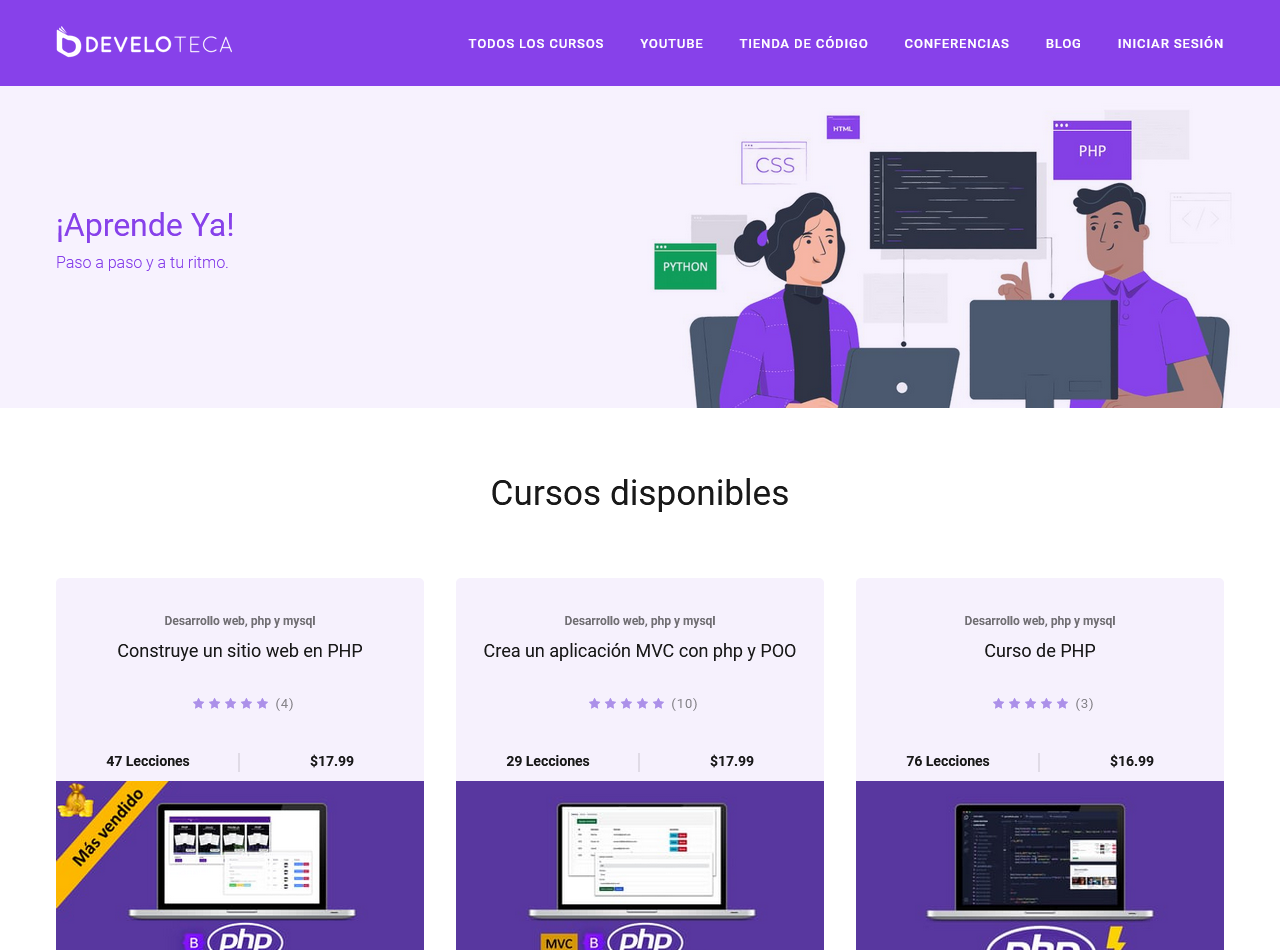 DEVELOTECA
TODOS LOS CURSOS
YOUTUBE
TIENDA DE CÓDIGO
CONFERENCIAS
BLOG
INICIAR SESIÓN
HTML
CSS
PHP
PYTHON
</>
¡Aprende Ya!
Paso a paso y a tu ritmo.
Cursos disponibles
Desarrollo web, php y mysql
Construye un sitio web en PHP
(4)
47 Lecciones
$17.99
Más vendido
B
php
Desarrollo web, php y mysql
Crea un aplicación MVC con php y POO
(10)
29 Lecciones
$17.99
MVC
B
php
Desarrollo web, php y mysql
Curso de PHP
(3)
76 Lecciones
$16.99
php